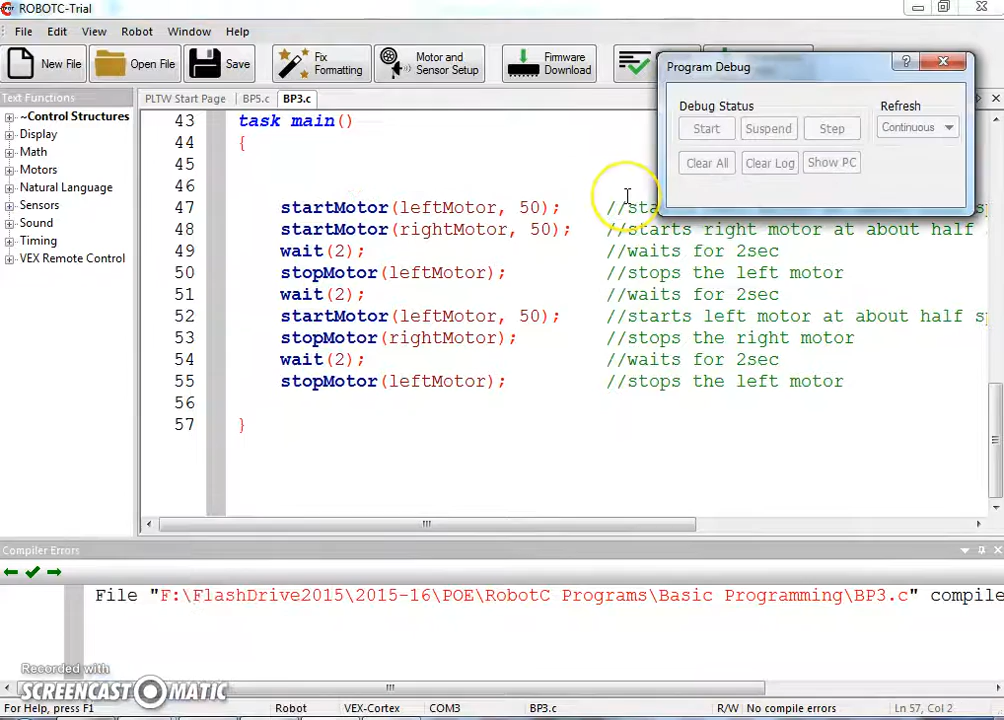 ROBOTC-Trial
File Edit View Robot Window Help
New File Open File Save Fix Formatting Motor and Sensor Setup Firmware Download
Program Debug
Debug Status Refresh
Start Suspend Step Continuous
Clear All Clear Log Show PC
Text Functions
~Control Structures
Display
Math
Motors
Natural Language
Sensors
Sound
Timing
VEX Remote Control
PLTW Start Page BP5.c BP3.c
43 task main()
44 {
45
46
47 startMotor(leftMotor, 50); //sta
48 startMotor(rightMotor, 50); //starts right motor at about half
49 wait(2); //waits for 2sec
50 stopMotor(leftMotor); //stops the left motor
51 wait(2); //waits for 2sec
52 startMotor(leftMotor, 50); //starts left motor at about half sp
53 stopMotor(rightMotor); //stops the right motor
54 wait(2); //waits for 2sec
55 stopMotor(leftMotor); //stops the left motor
56
57 }
Compiler Errors
File "F:\FlashDrive2015\2015-16\POE\RobotC Programs\Basic Programming\BP3.c" compile
Recorded with
SCREENCAST MATIC
For Help, press F1 Robot VEX-Cortex COM3 BP3.c R/W No compile errors Ln 57, Col 2